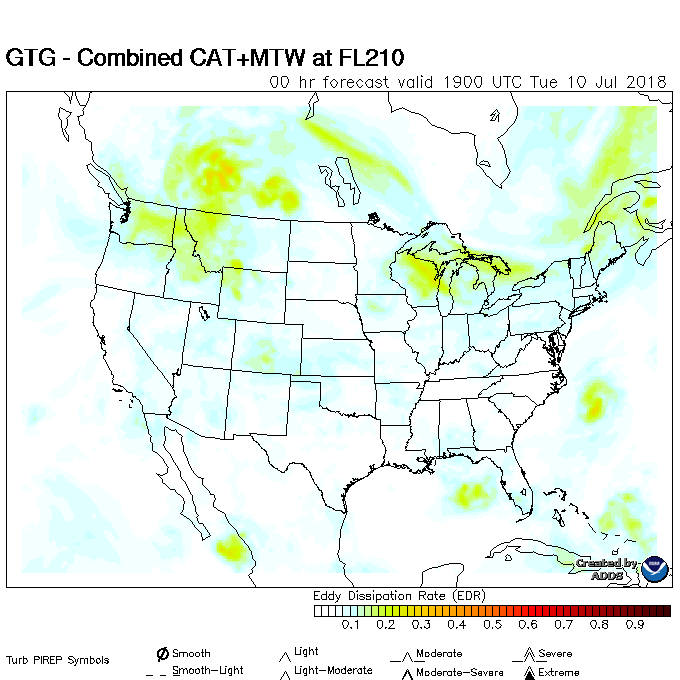 GTG - Combined CAT+MTW at FL210
00 hr forecast valid 1900 UTC Tue 10 Jul 2018
Created by
ADDS
Eddy Dissipation Rate (EDR)
0.1 0.2 0.3 0.4 0.5 0.6 0.7 0.8 0.9
Turb PIREP Symbols
Smooth Light Moderate Severe
Smooth-Light Light-Moderate Moderate-Severe Extreme